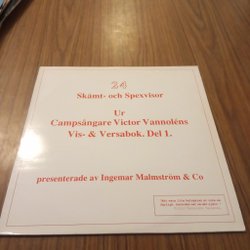 24
Skämt- och Spexvisor
Ur
Campsångare Victor Vannoléns
Vis- & Versabok. Del 1.
presenterade av Ingemar Malmström & Co